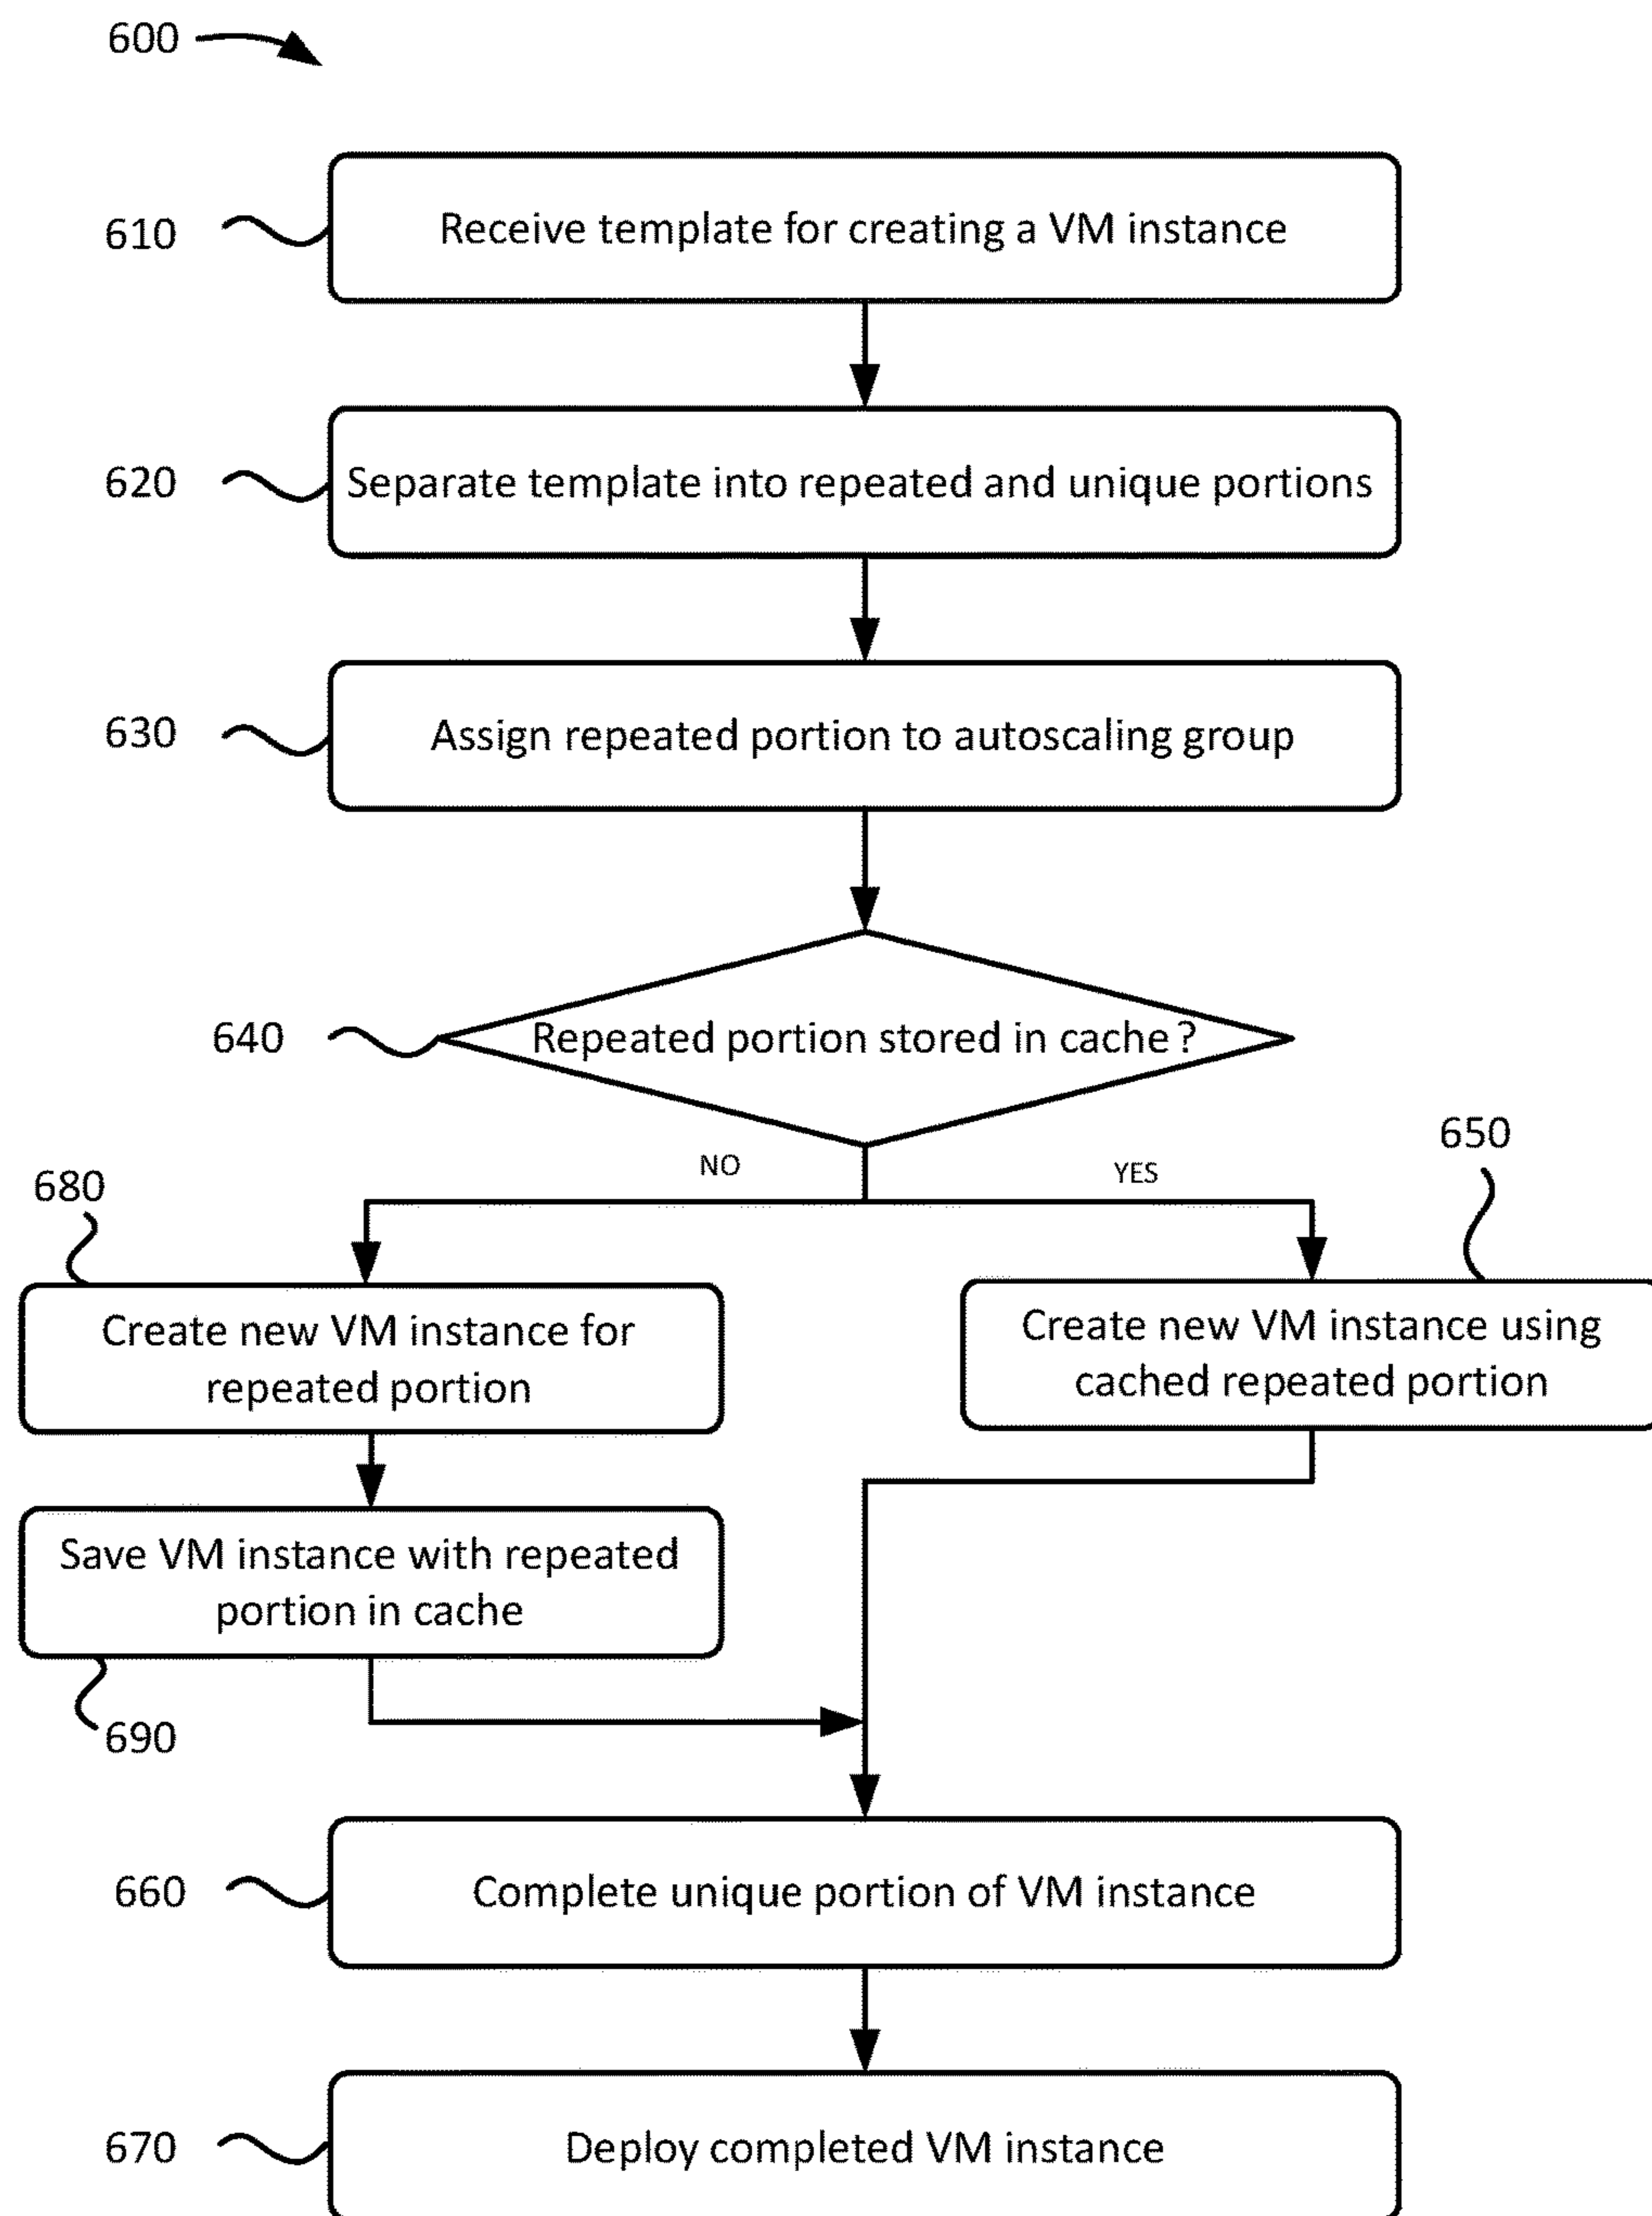 600
610
Receive template for creating a VM instance
620
Separate template into repeated and unique portions
630
Assign repeated portion to autoscaling group
640
Repeated portion stored in cache?
NO
YES
650
680
Create new VM instance for
repeated portion
Create new VM instance using
cached repeated portion
Save VM instance with repeated
portion in cache
690
660
Complete unique portion of VM instance
670
Deploy completed VM instance